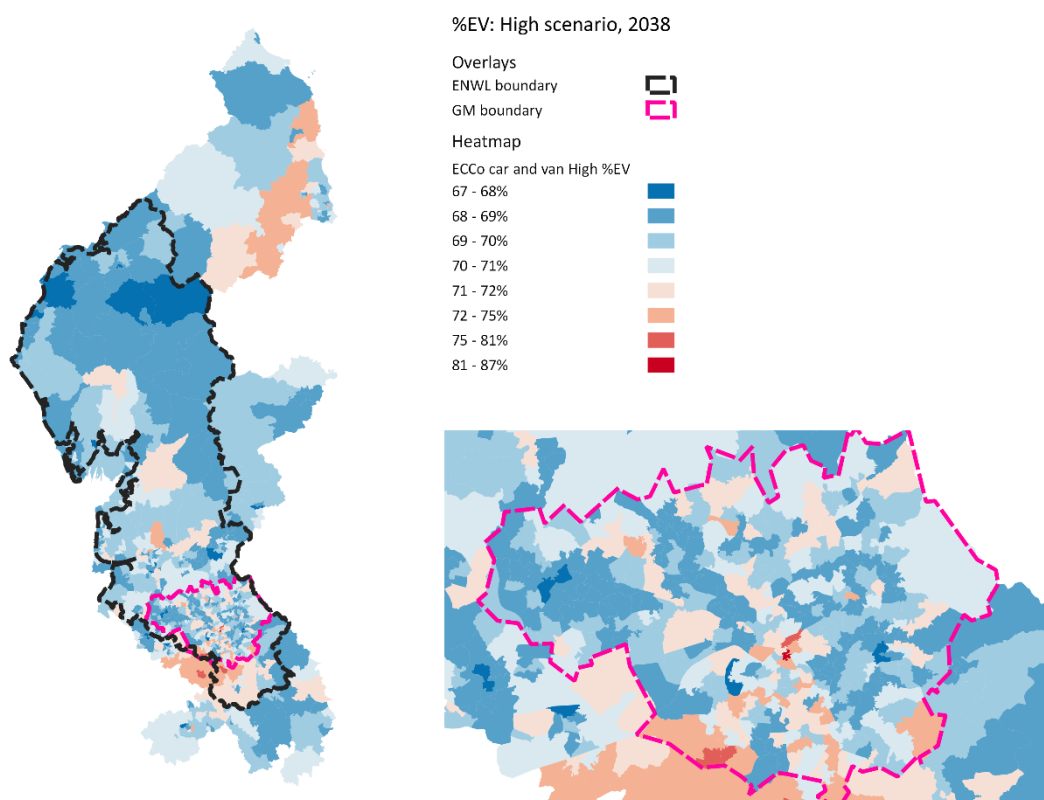 %EV: High scenario, 2038
Overlays
ENWL boundary
GM boundary
Heatmap
ECCo car and van High %EV
67 - 68%
68 - 69%
69 - 70%
70 - 71%
71 - 72%
72 - 75%
75 - 81%
81 - 87%